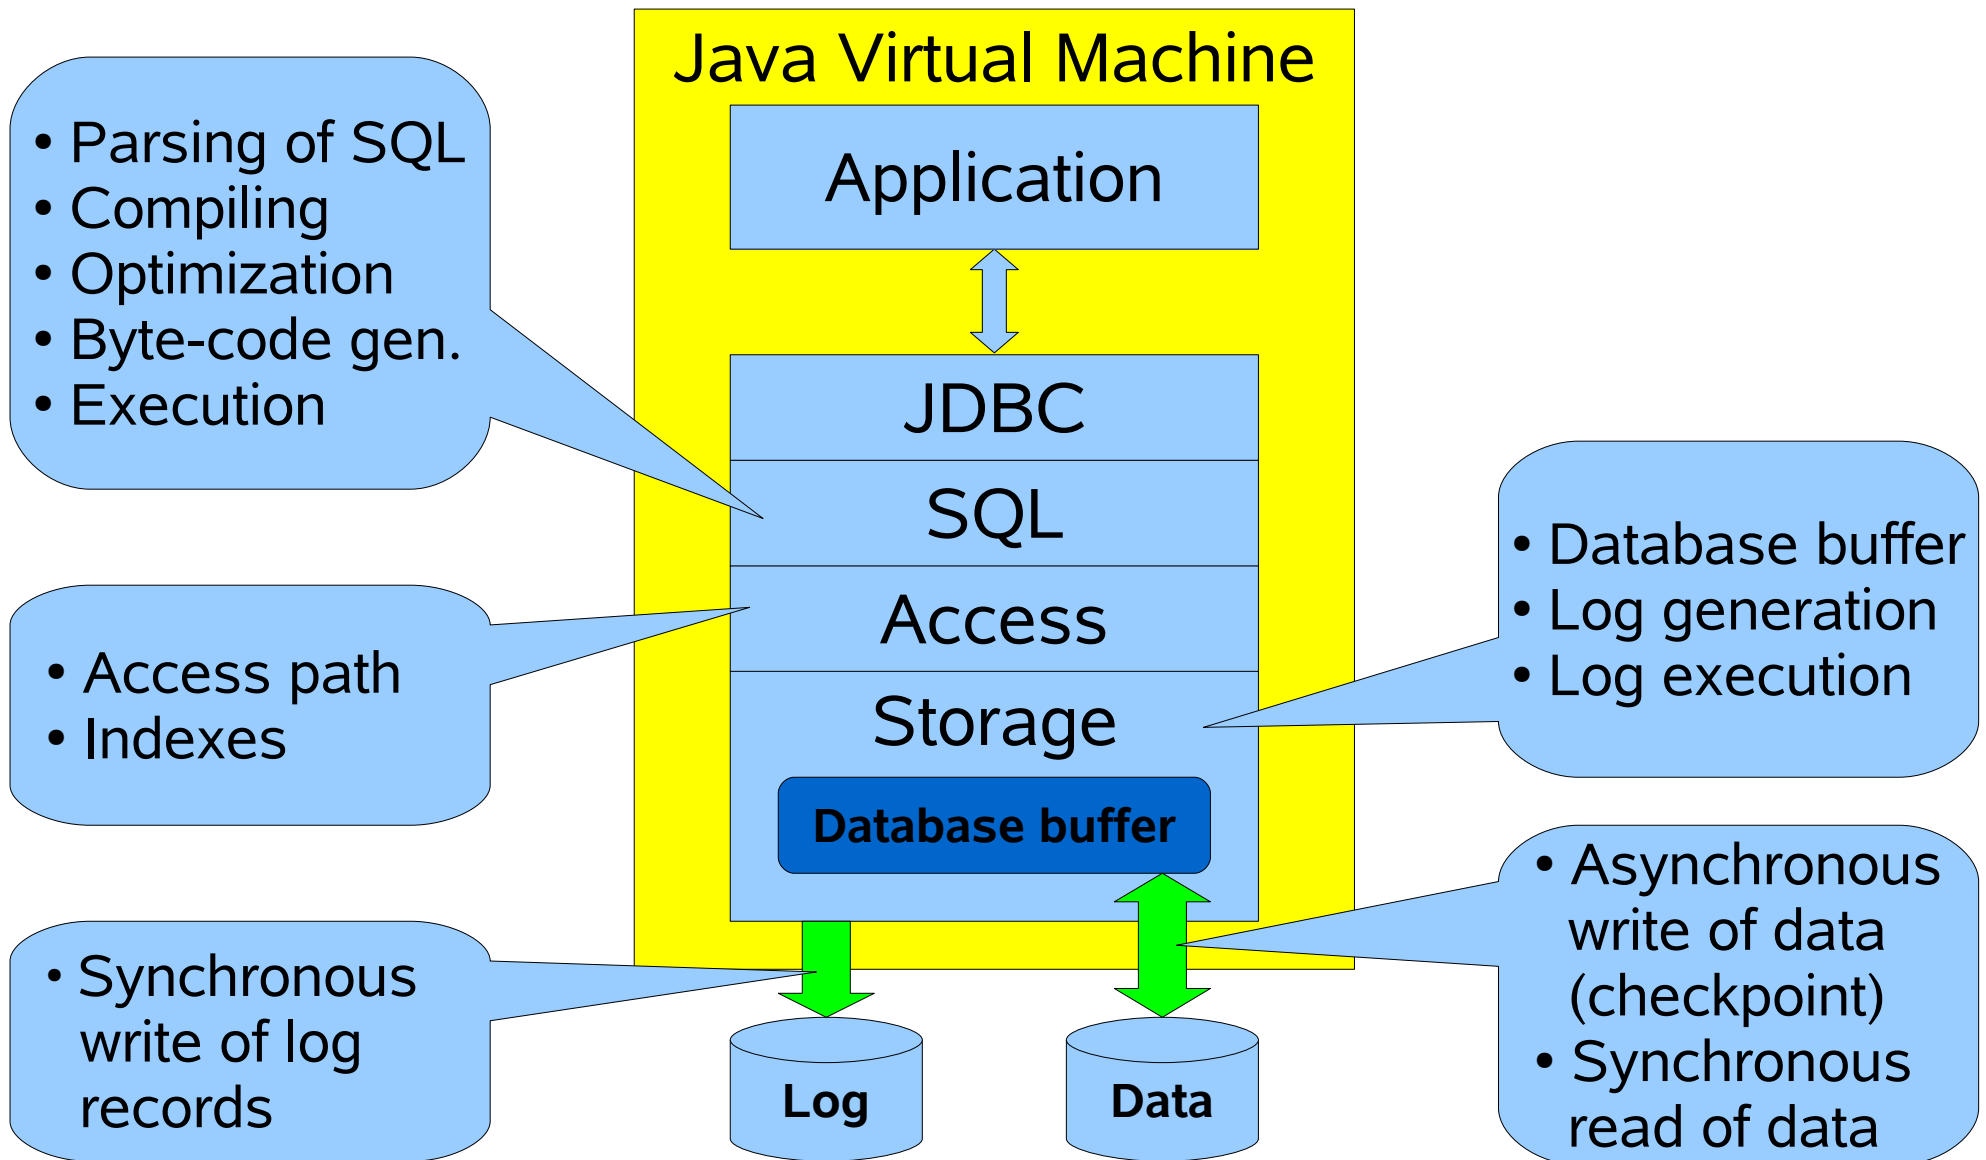 Java Virtual Machine
Application
JDBC
SQL
Access
Storage
Database buffer
Log
Data
• Parsing of SQL
• Compiling
• Optimization
• Byte-code gen.
• Execution
• Access path
• Indexes
• Synchronous
write of log
records
• Database buffer
• Log generation
• Log execution
• Asynchronous
write of data
(checkpoint)
• Synchronous
read of data